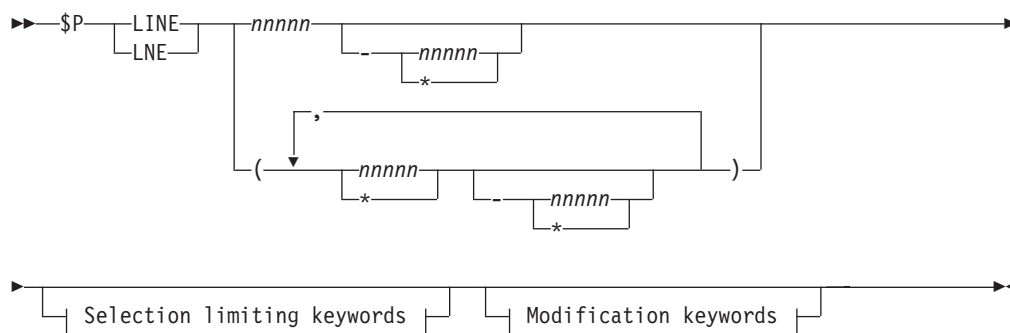 $P LINE nnnnn
LNE - nnnnn
*
,
( nnnnn )
* - nnnnn
*
Selection limiting keywords Modification keywords